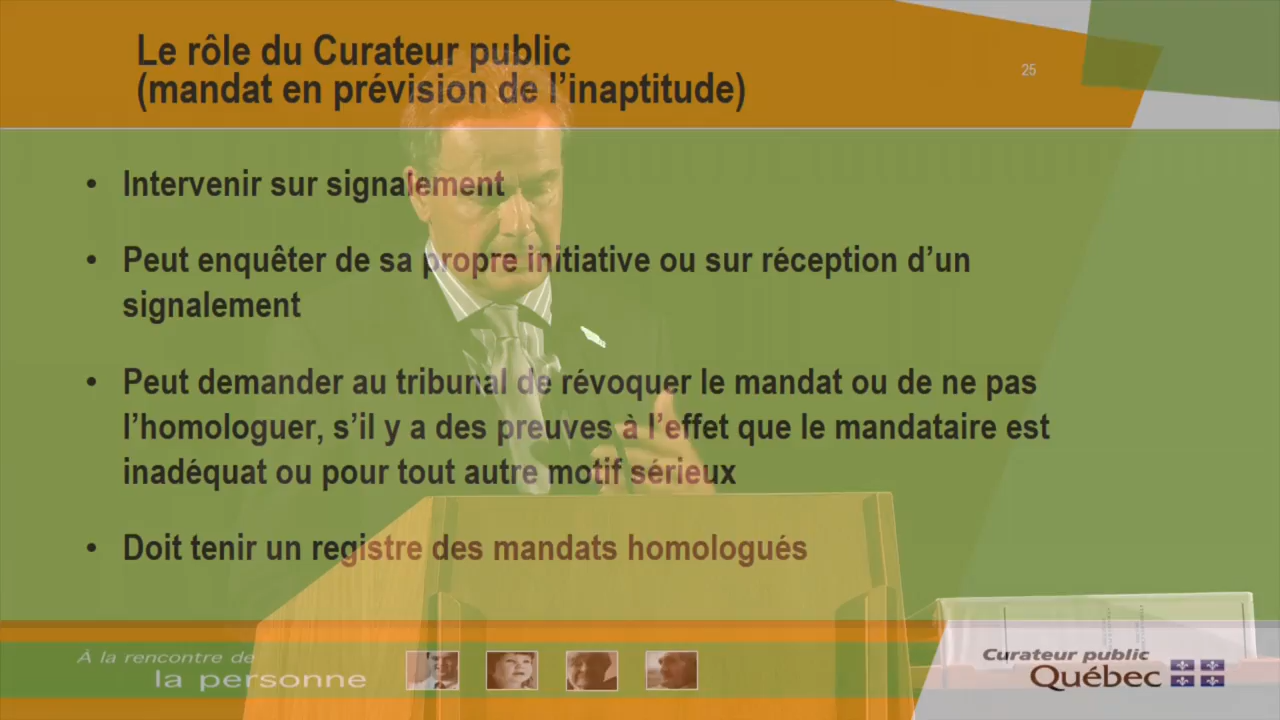 Le rôle du Curateur public
(mandat en prévision de l’inaptitude)
25
• Intervenir sur signalement
• Peut enquêter de sa propre initiative ou sur réception d’un
signalement
• Peut demander au tribunal de révoquer le mandat ou de ne pas
l’homologuer, s’il y a des preuves à l’effet que le mandataire est
inadéquat ou pour tout autre motif sérieux
• Doit tenir un registre des mandats homologués
À la rencontre de
la personne
Curateur public
Québec